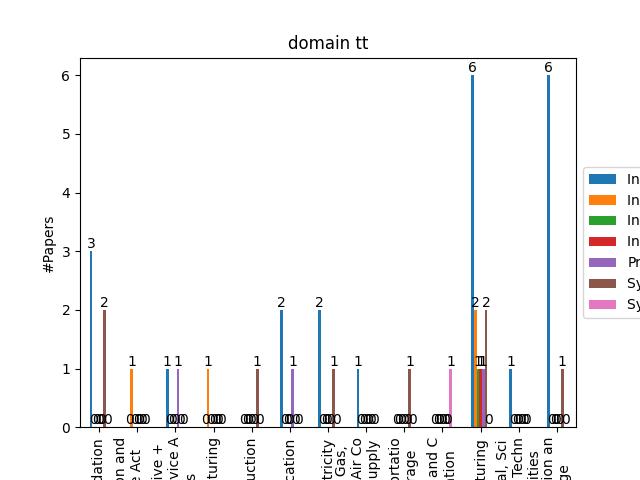 domain tt
#Papers
6
5
4
3
2
1
0
3
2
1
1
1
1
1
2
1
2
1
1
1
1
6
2
1
1
1
2
1
6
1
In
In
In
In
Pr
Sy
Sy
dation
on and
e Act
ive +
vice A
s
turing
uction
cation
tricity
Gas,
Air Co
upply
ortatio
rage
and C
tion
turing
al, Sci
Techn
ities
ion an
ge